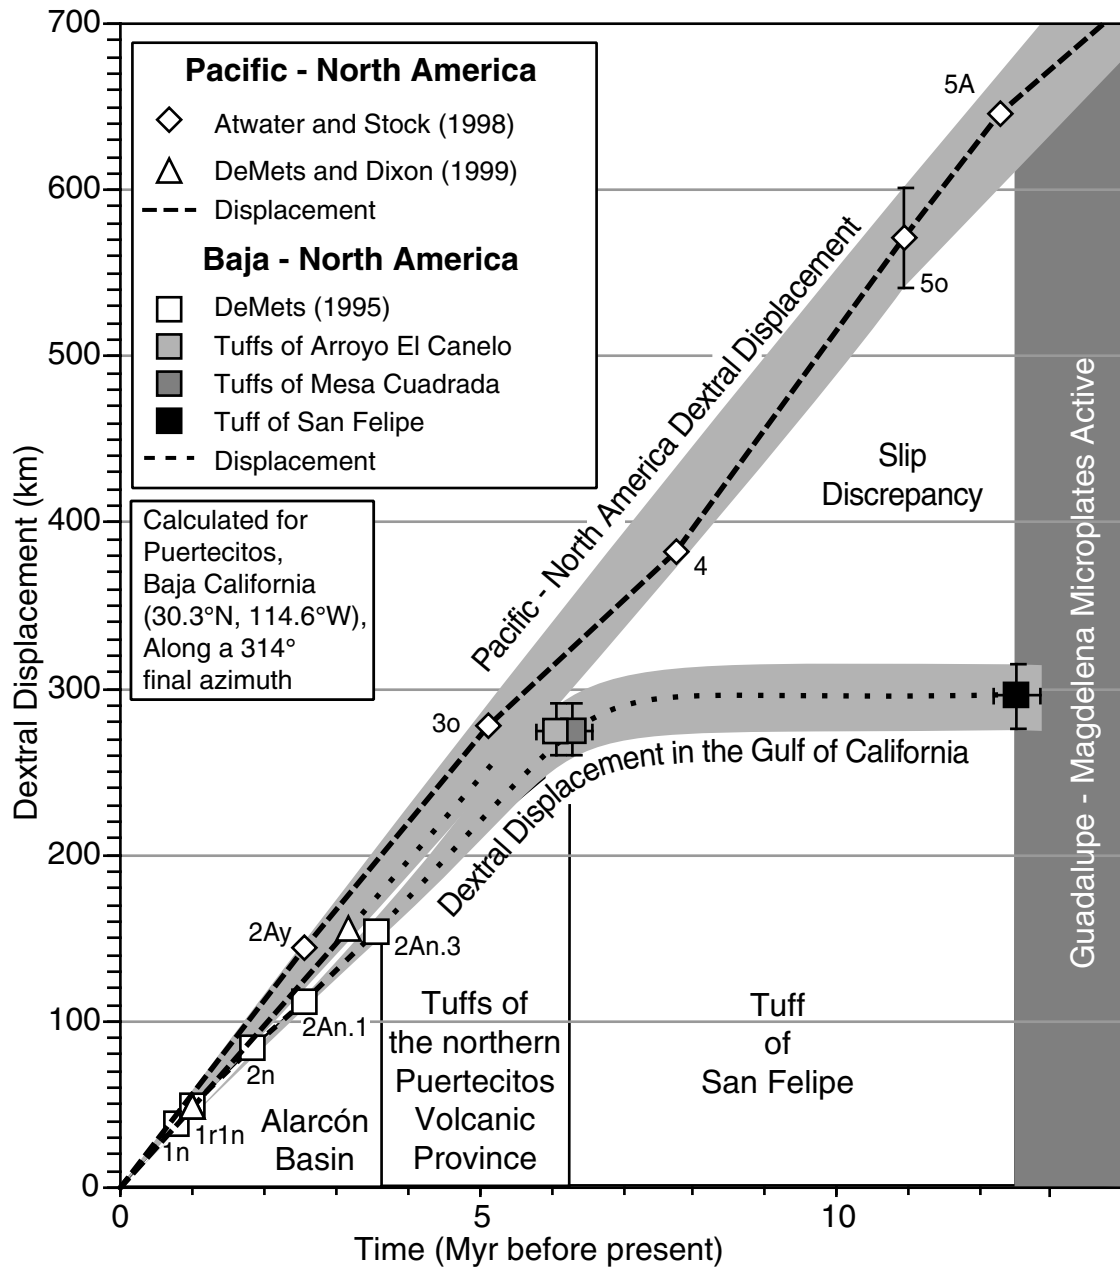 700
600
500
400
300
200
100
0
Dextral Displacement (km)
Pacific - North America
Atwater and Stock (1998)
DeMets and Dixon (1999)
Displacement
Baja - North America
DeMets (1995)
Tuffs of Arroyo El Canelo
Tuffs of Mesa Cuadrada
Tuff of San Felipe
Displacement
Calculated for
Puertecitos,
Baja California
(30.3°N, 114.6°W),
Along a 314°
final azimuth
5A
5o
4
3o
2Ay
2An.3
2An.1
2n
1r1n
1n
Pacific - North America Dextral Displacement
Slip
Discrepancy
Dextral Displacement in the Gulf of California
Guadalupe - Magdelena Microplates Active
Alarcón
Basin
Tuffs of
the northern
Puertecitos
Volcanic
Province
Tuff
of
San Felipe
0
5
10
Time (Myr before present)